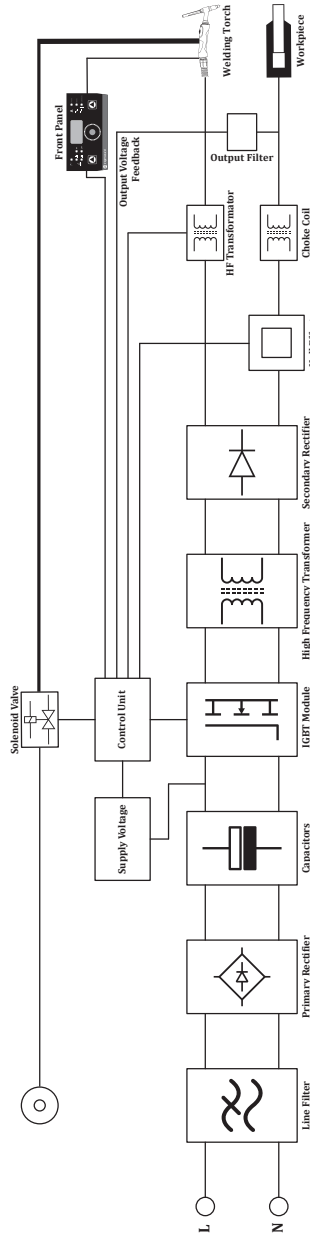 Welding Torch
Workpiece
Front Panel
Output Voltage
Feedback
Output Filter
HF Transformator
Choke Coil
Secondary Rectifier
High Frequency Transformer
Solenoid Valve
Control Unit
IGBT Module
Supply Voltage
Capacitors
Primary Rectifier
Line Filter
L
N